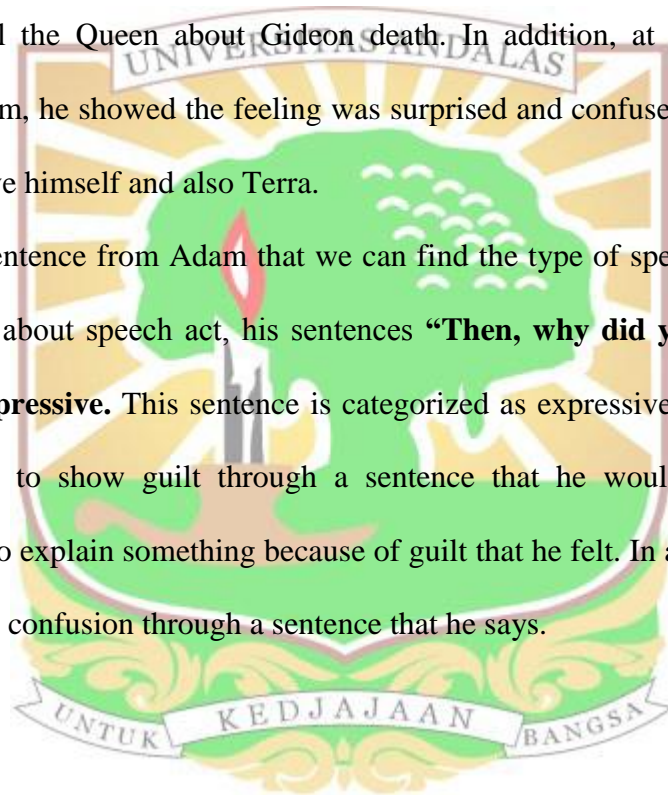 l the Queen about Gideon death. In addition, at
UNIVERSITAS ANDALAS
m, he showed the feeling was surprised and confuse
ve himself and also Terra.
entence from Adam that we can find the type of spe
about speech act, his sentences “Then, why did y
pressive. This sentence is categorized as expressive
to show guilt through a sentence that he woul
o explain something because of guilt that he felt. In a
confusion through a sentence that he says.
UNTUK KEDJAJAAN BANGSA